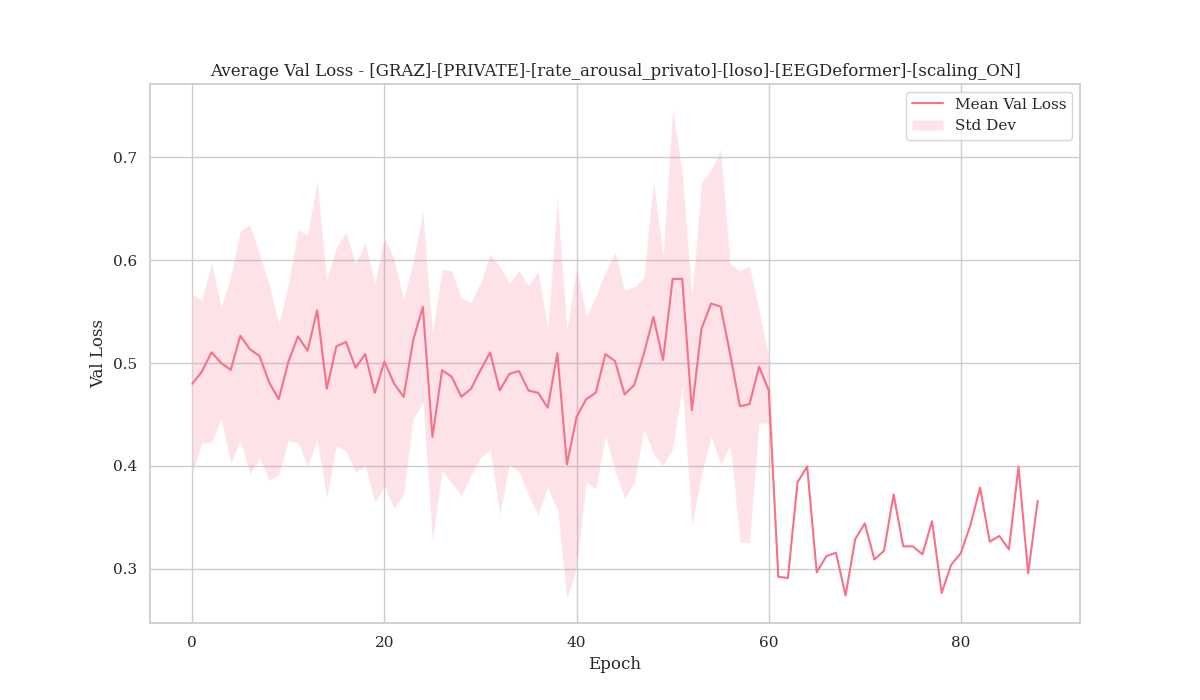 Average Val Loss - [GRAZ]-[PRIVATE]-[rate_arousal_privato]-[loso]-[EEGDeformer]-[scaling_ON]
Mean Val Loss
Std Dev
Val Loss
0.7
0.6
0.5
0.4
0.3
0 20 40 60 80
Epoch